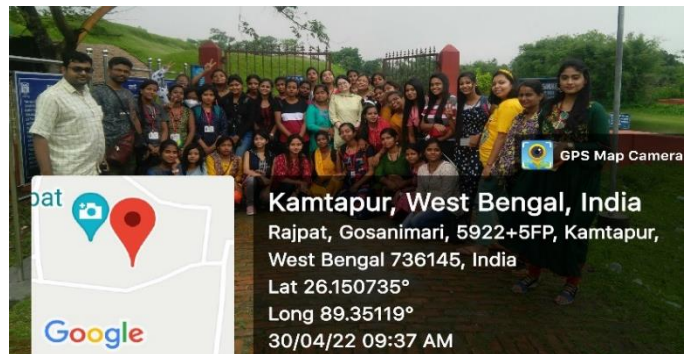 GPS Map Camera
pat
Google
Kamtapur, West Bengal, India
Rajpat, Gosanimari, 5922+5FP, Kamtapur,
West Bengal 736145, India
Lat 26.150735°
Long 89.35119°
30/04/22 09:37 AM